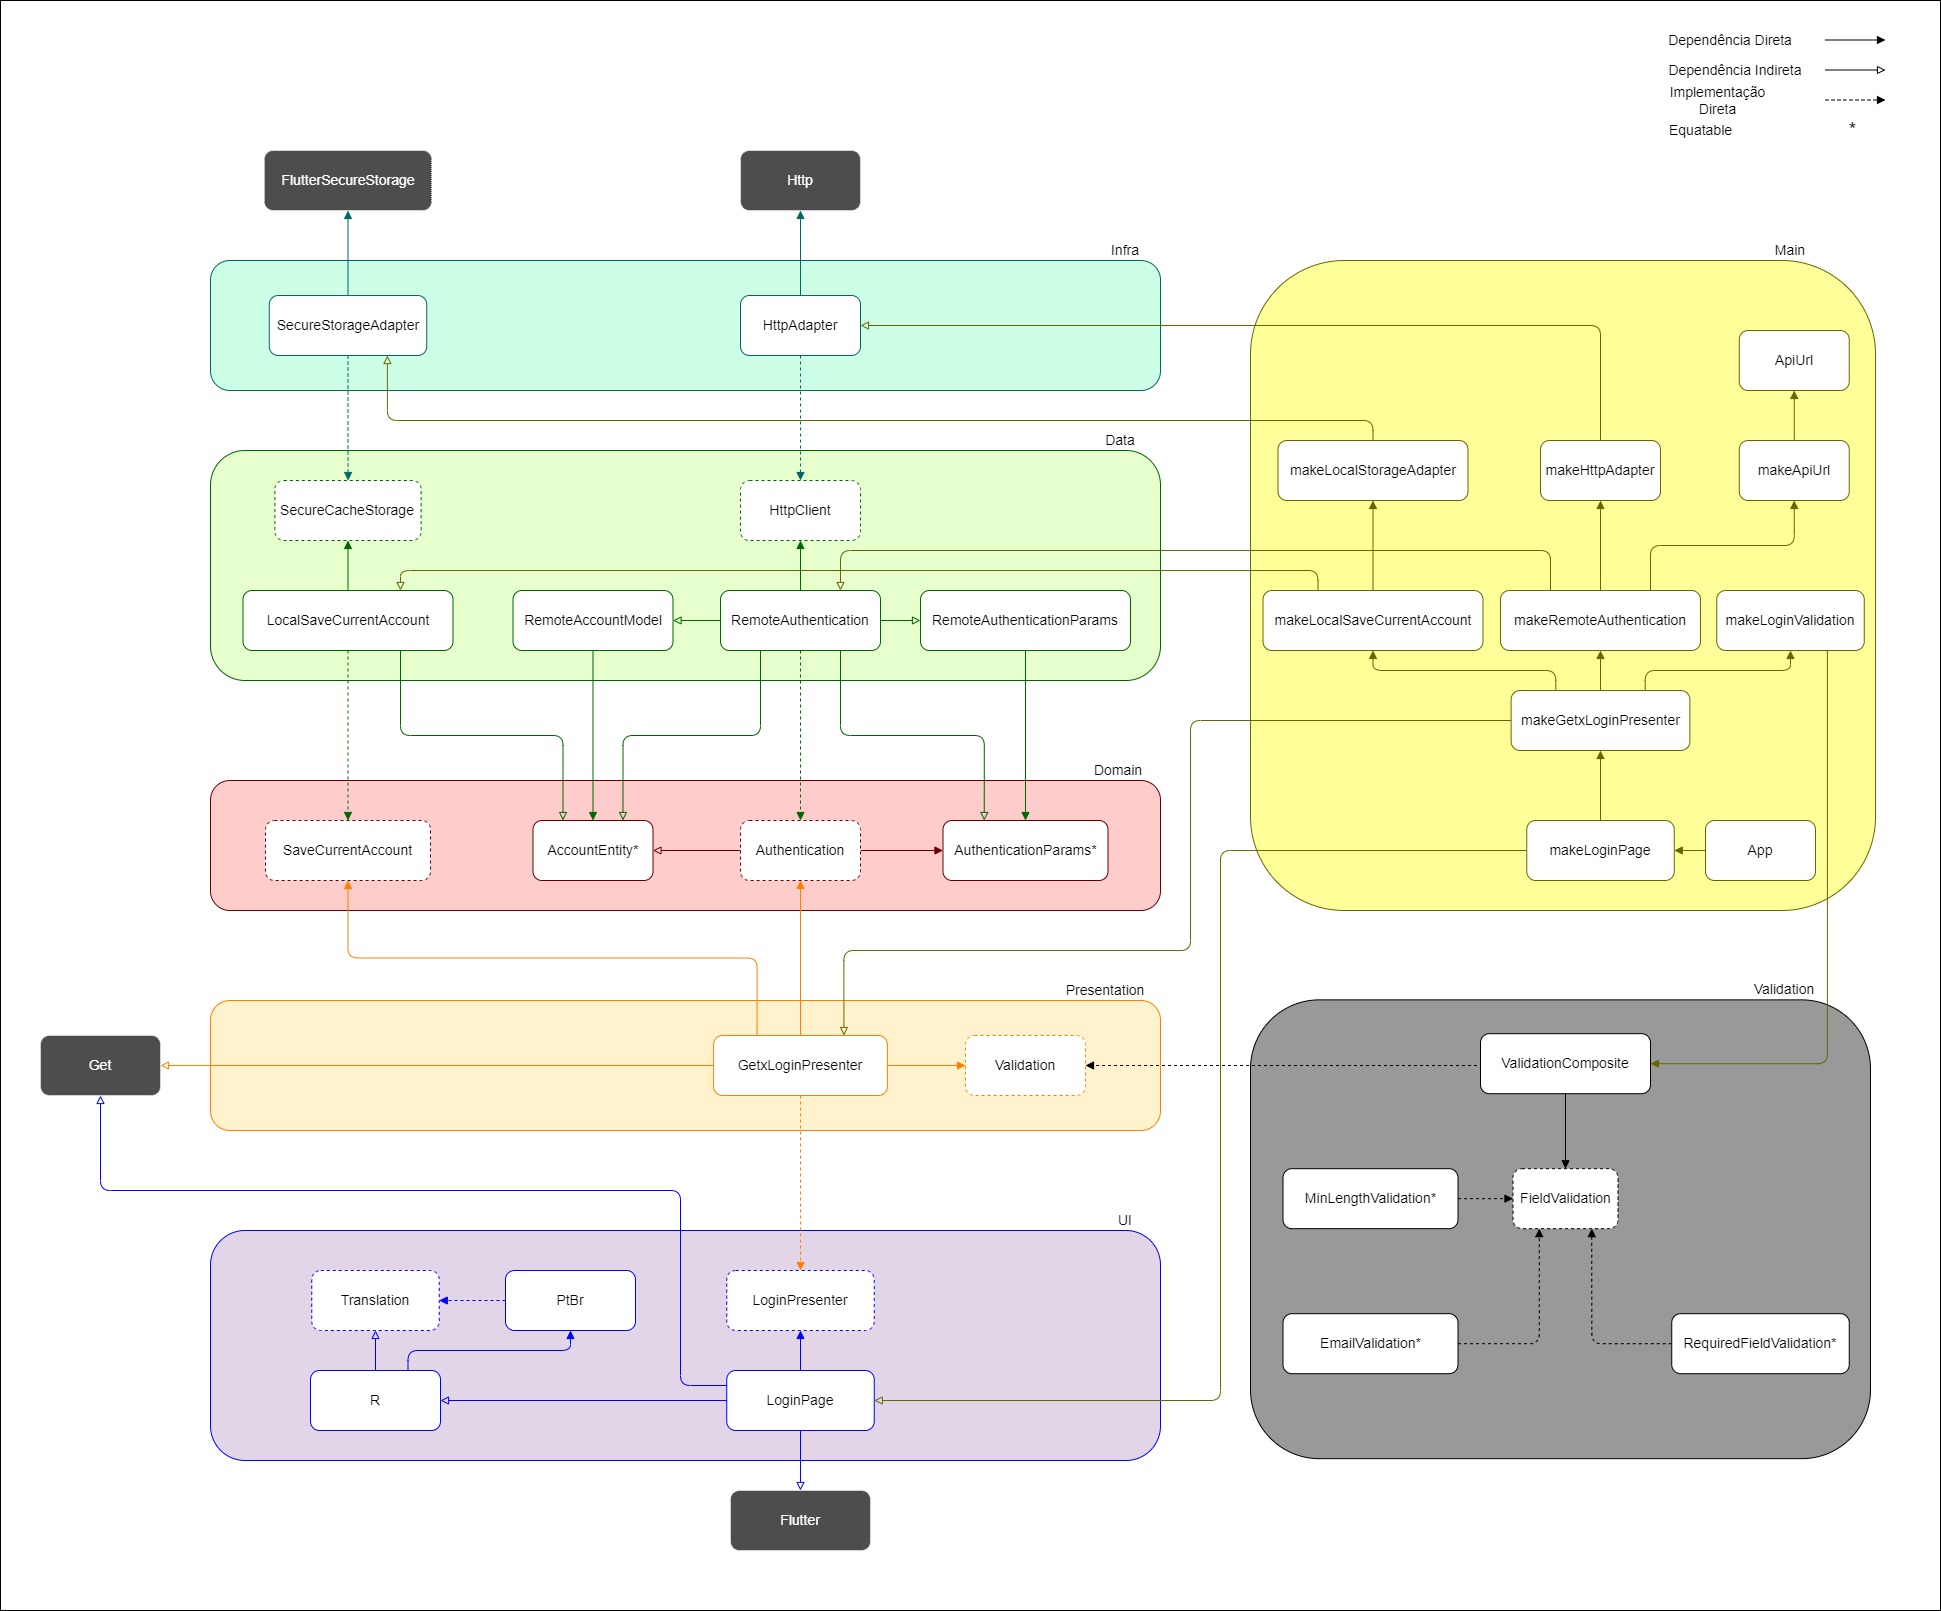 Dependência Direta
Dependência Indireta
Implementação
Direta
Equatable *
FlutterSecureStorage
Http
Infra
Main
SecureStorageAdapter
HttpAdapter
ApiUrl
Data
makeLocalStorageAdapter
makeHttpAdapter
makeApiUrl
SecureCacheStorage
HttpClient
LocalSaveCurrentAccount
RemoteAccountModel
RemoteAuthentication
RemoteAuthenticationParams
makeLocalSaveCurrentAccount
makeRemoteAuthentication
makeLoginValidation
makeGetxLoginPresenter
Domain
SaveCurrentAccount
AccountEntity*
Authentication
AuthenticationParams*
makeLoginPage
App
Presentation
Validation
Get
GetxLoginPresenter
Validation
ValidationComposite
MinLengthValidation*
FieldValidation
UI
Translation
PtBr
LoginPresenter
EmailValidation*
RequiredFieldValidation*
R
LoginPage
Flutter